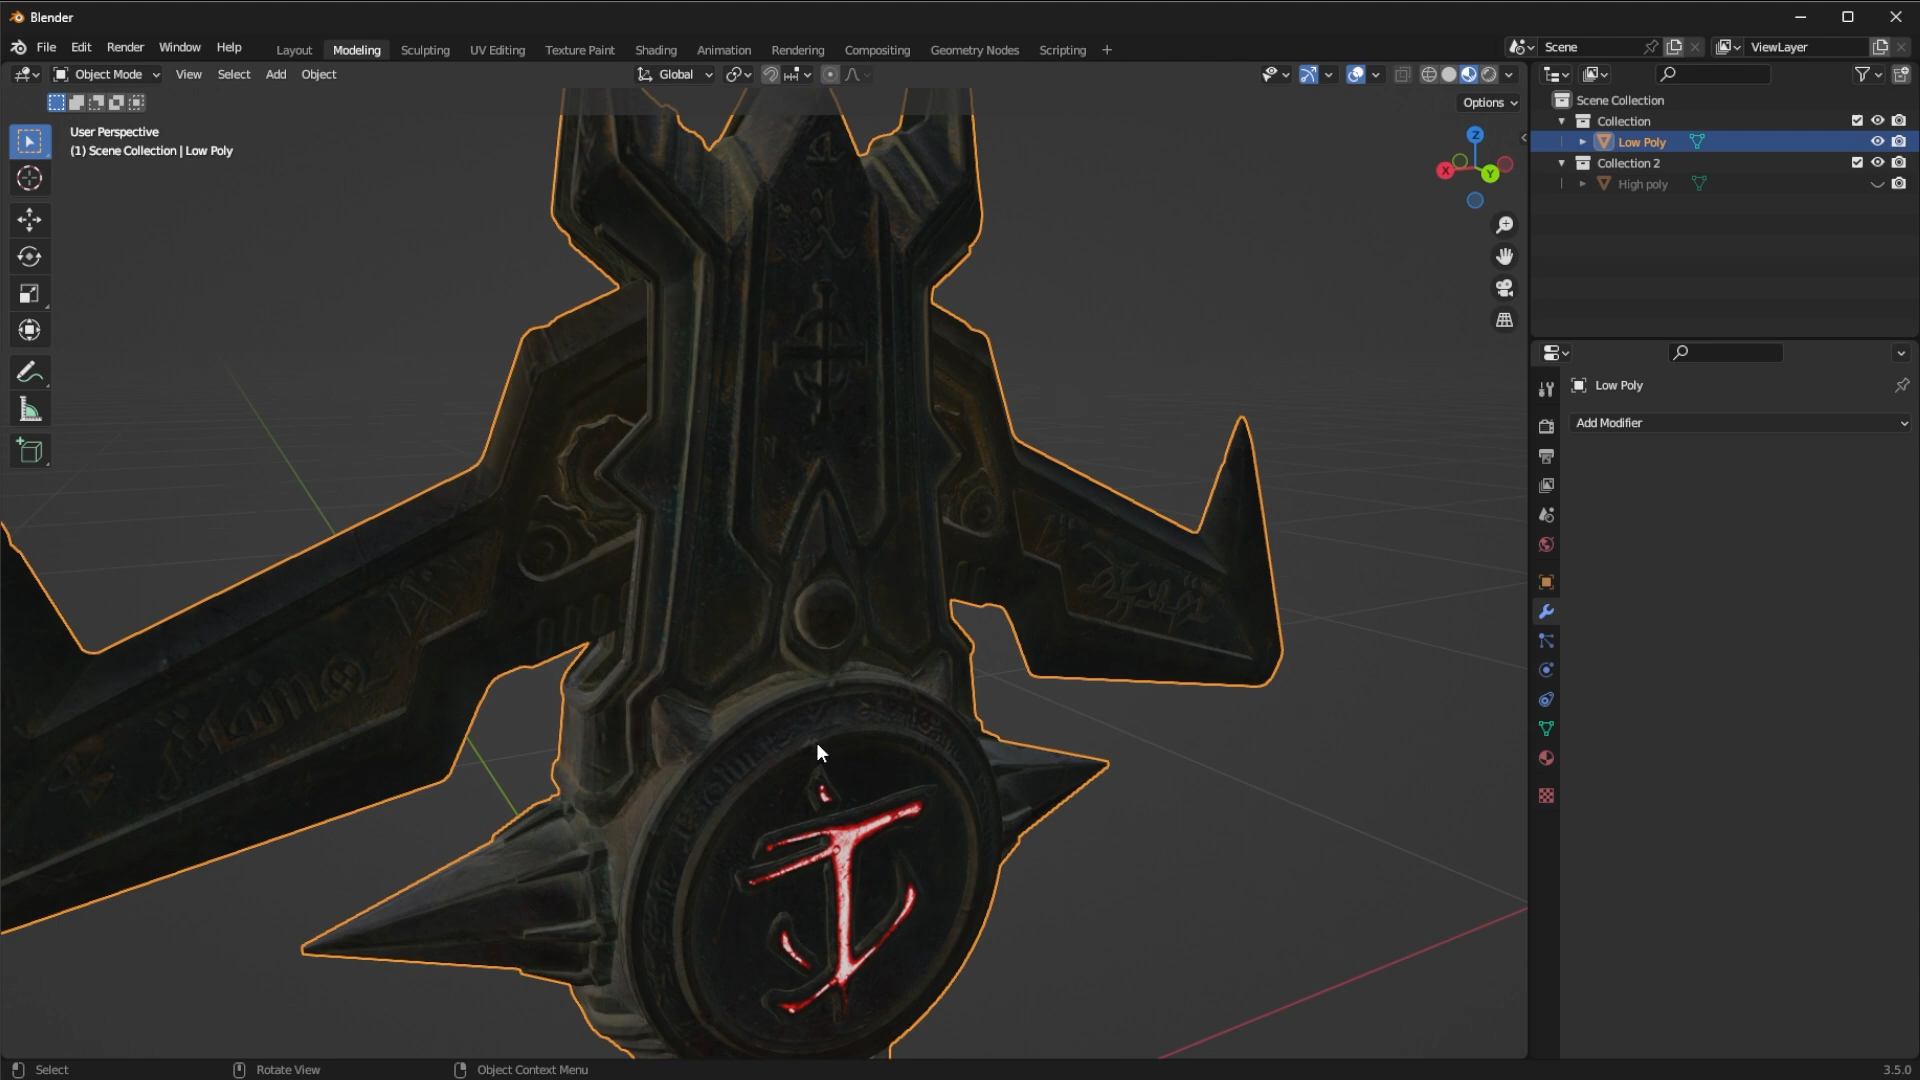 Blender
File Edit Render Window Help Layout Modeling Sculpting UV Editing Texture Paint Shading Animation Rendering Compositing Geometry Nodes Scripting + Scene ViewLayer
Object Mode View Select Add Object Global
Options
User Perspective
(1) Scene Collection | Low Poly
Z
X
Y
Scene Collection
Collection
Low Poly
Collection 2
High poly
Low Poly
Add Modifier
Select Rotate View Object Context Menu 3.5.0